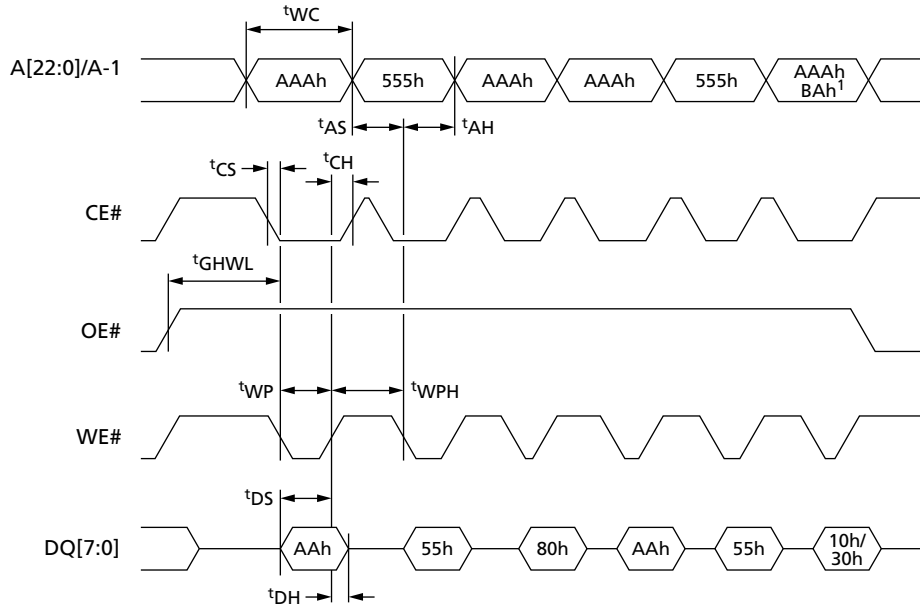 tWC
A[22:0]/A-1 AAAh 555h AAAh AAAh 555h AAAh
BAh1
tAS tAH
tCS tCH
CE#
tGHWL
OE#
tWP tWPH
WE#
tDS
DQ[7:0] AAh 55h 80h AAh 55h 10h/
30h
tDH